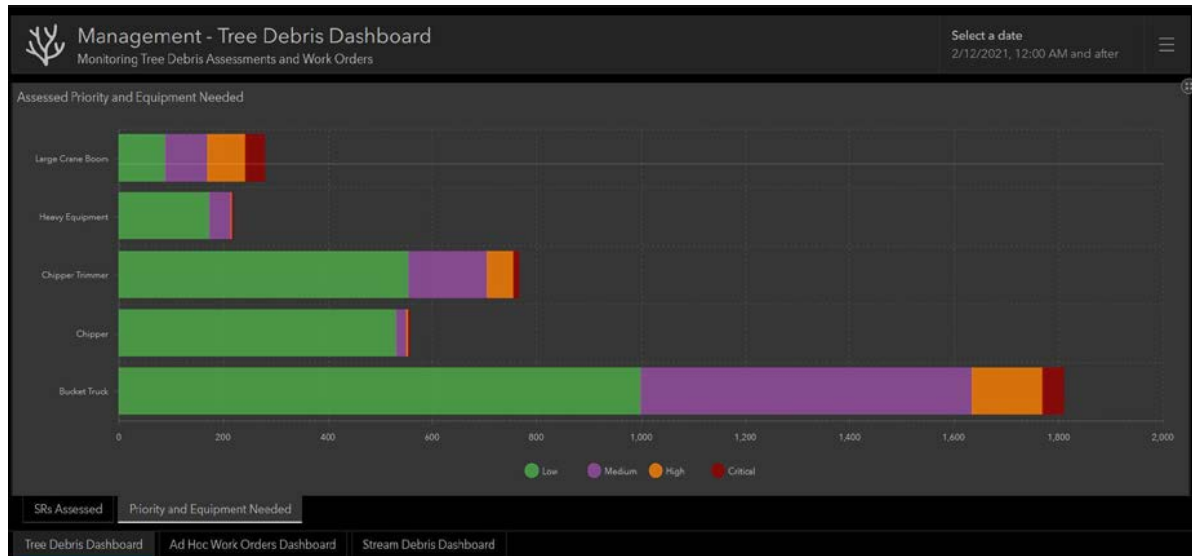 Management - Tree Debris Dashboard
Monitoring Tree Debris Assessments and Work Orders
Select a date
2/12/2021, 12:00 AM and after
Assessed Priority and Equipment Needed
Large Crane Boom
Heavy Equipment
Chipper Trimmer
Chipper
Bucket Truck
0 200 400 600 800 1,000 1,200 1,400 1,600 1,800 2,000
Low Medium High Critical
SRs Assessed Priority and Equipment Needed
Tree Debris Dashboard Ad Hoc Work Orders Dashboard Stream Debris Dashboard